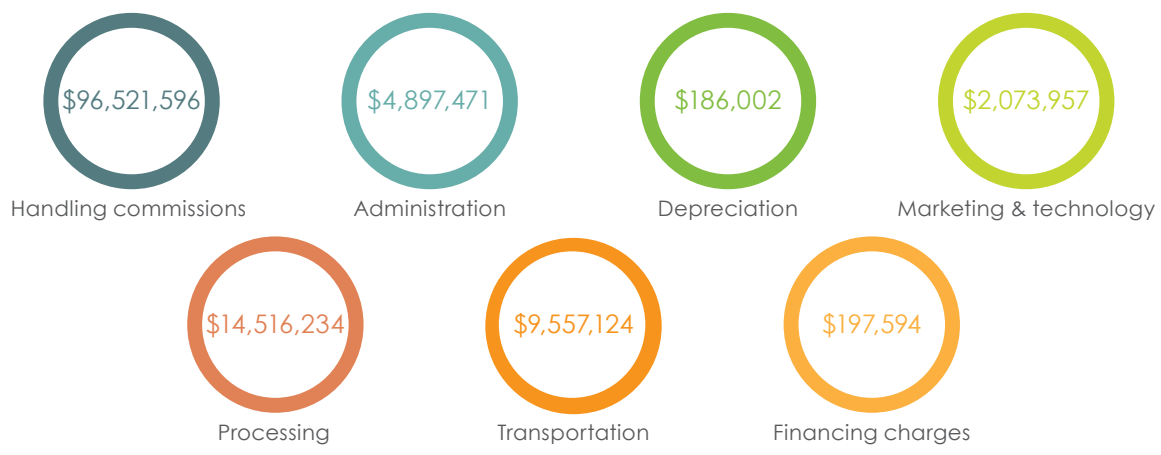 $96,521,596
$4,897,471
$186,002
$2,073,957
Handling commissions
Administration
Depreciation
Marketing & technology
$14,516,234
$9,557,124
$197,594
Processing
Transportation
Financing charges